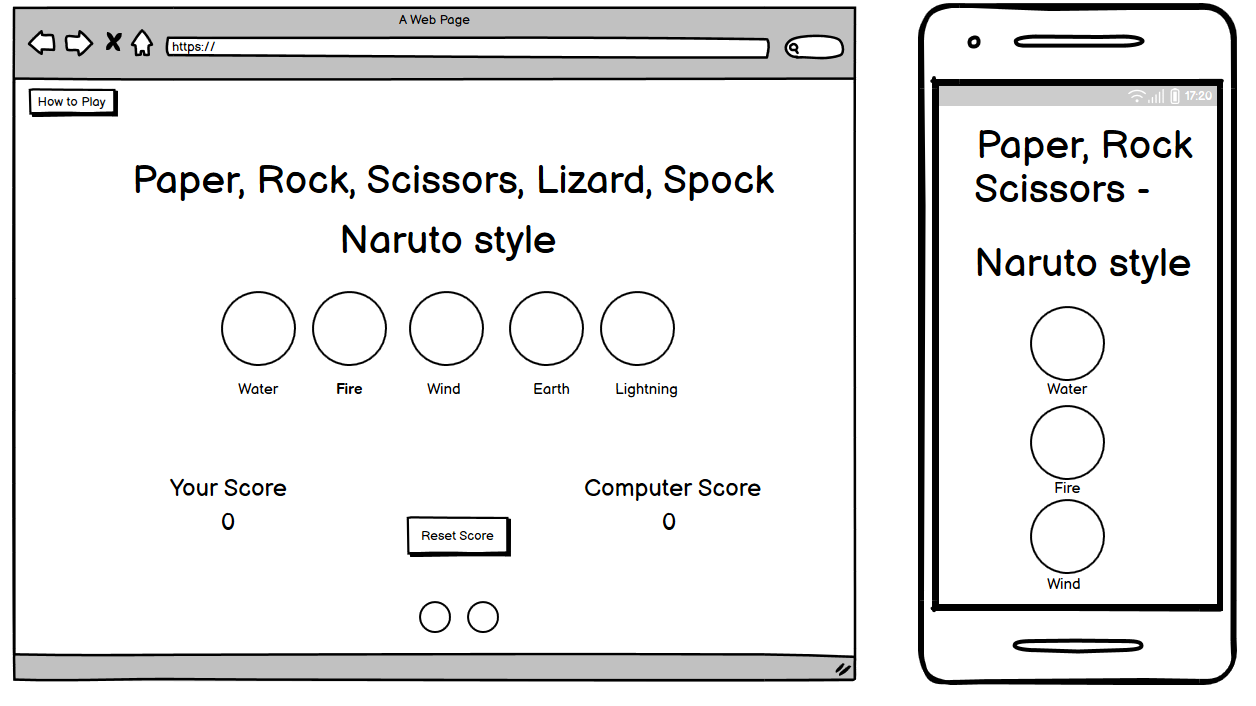 A Web Page
https://
How to Play
Paper, Rock, Scissors, Lizard, Spock
Naruto style
Water Fire Wind Earth Lightning
Your Score Computer Score
0 0
Reset Score
17:20
Paper, Rock
Scissors -
Naruto style
Water
Fire
Wind